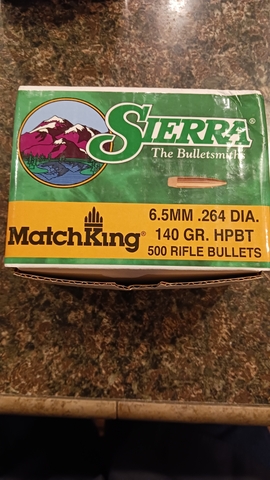 SIERRA®
The Bulletsmiths
6.5MM .264 DIA.
MatchKing® 140 GR. HPBT
500 RIFLE BULLETS